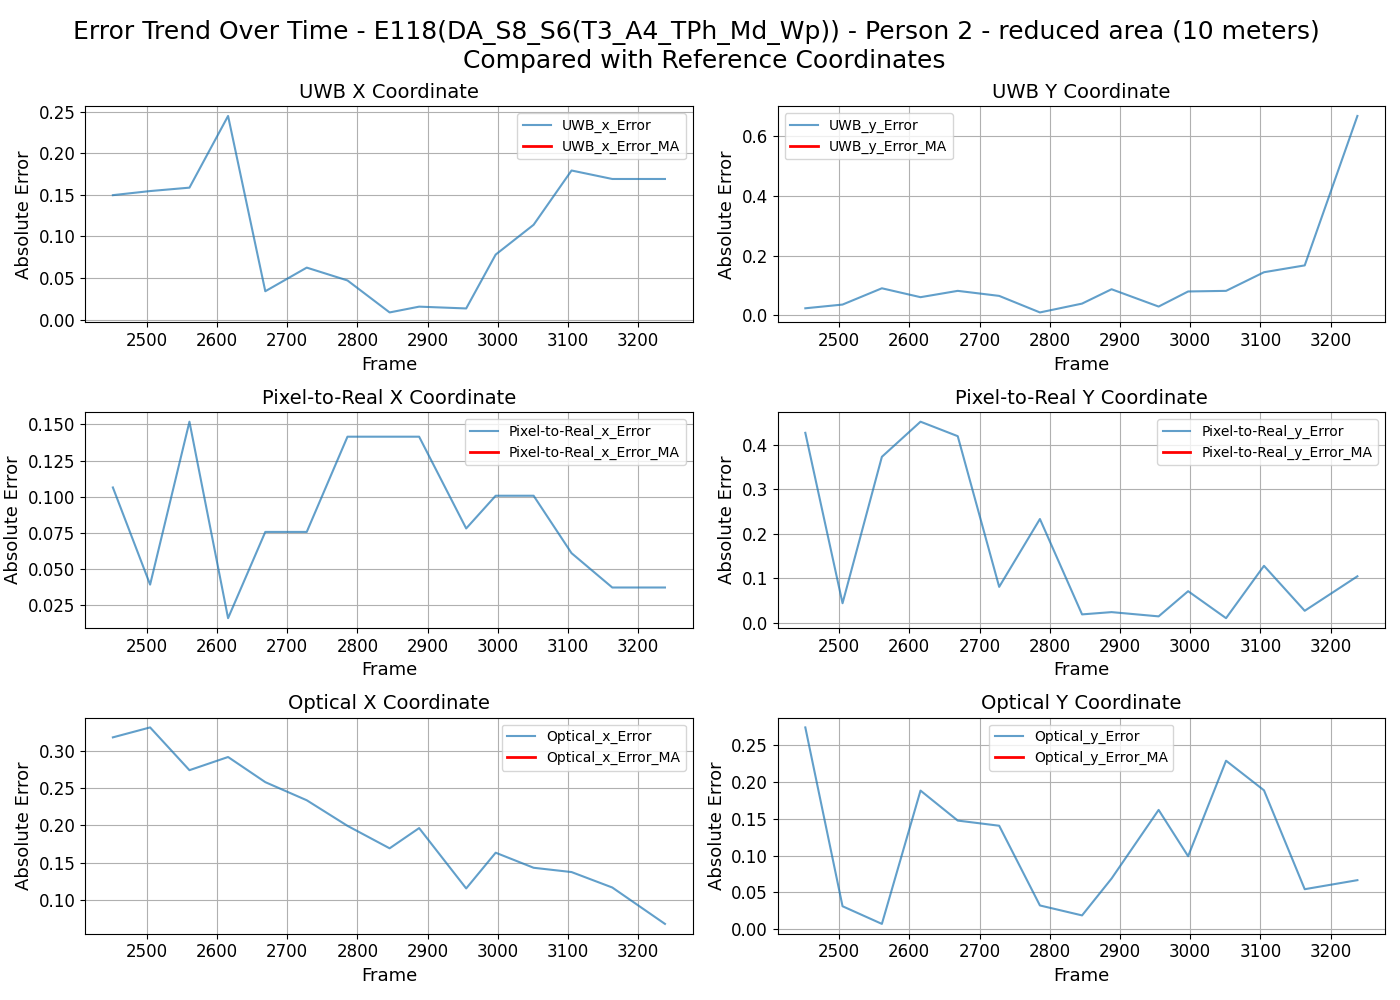 Error Trend Over Time - E118(DA_S8_S6(T3_A4_TPh_Md_Wp)) - Person 2 - reduced area (10 meters)
Compared with Reference Coordinates
UWB X Coordinate
0.25
0.20
0.15
0.10
0.05
0.00
Absolute Error
UWB_x_Error
UWB_x_Error_MA
2500 2600 2700 2800 2900 3000 3100 3200
Frame
UWB Y Coordinate
0.6
0.4
0.2
0.0
Absolute Error
UWB_y_Error
UWB_y_Error_MA
2500 2600 2700 2800 2900 3000 3100 3200
Frame
Pixel-to-Real X Coordinate
0.150
0.125
0.100
0.075
0.050
0.025
Absolute Error
Pixel-to-Real_x_Error
Pixel-to-Real_x_Error_MA
2500 2600 2700 2800 2900 3000 3100 3200
Frame
Pixel-to-Real Y Coordinate
0.4
0.3
0.2
0.1
0.0
Absolute Error
Pixel-to-Real_y_Error
Pixel-to-Real_y_Error_MA
2500 2600 2700 2800 2900 3000 3100 3200
Frame
Optical X Coordinate
0.30
0.25
0.20
0.15
0.10
Absolute Error
Optical_x_Error
Optical_x_Error_MA
2500 2600 2700 2800 2900 3000 3100 3200
Frame
Optical Y Coordinate
0.25
0.20
0.15
0.10
0.05
0.00
Absolute Error
Optical_y_Error
Optical_y_Error_MA
2500 2600 2700 2800 2900 3000 3100 3200
Frame